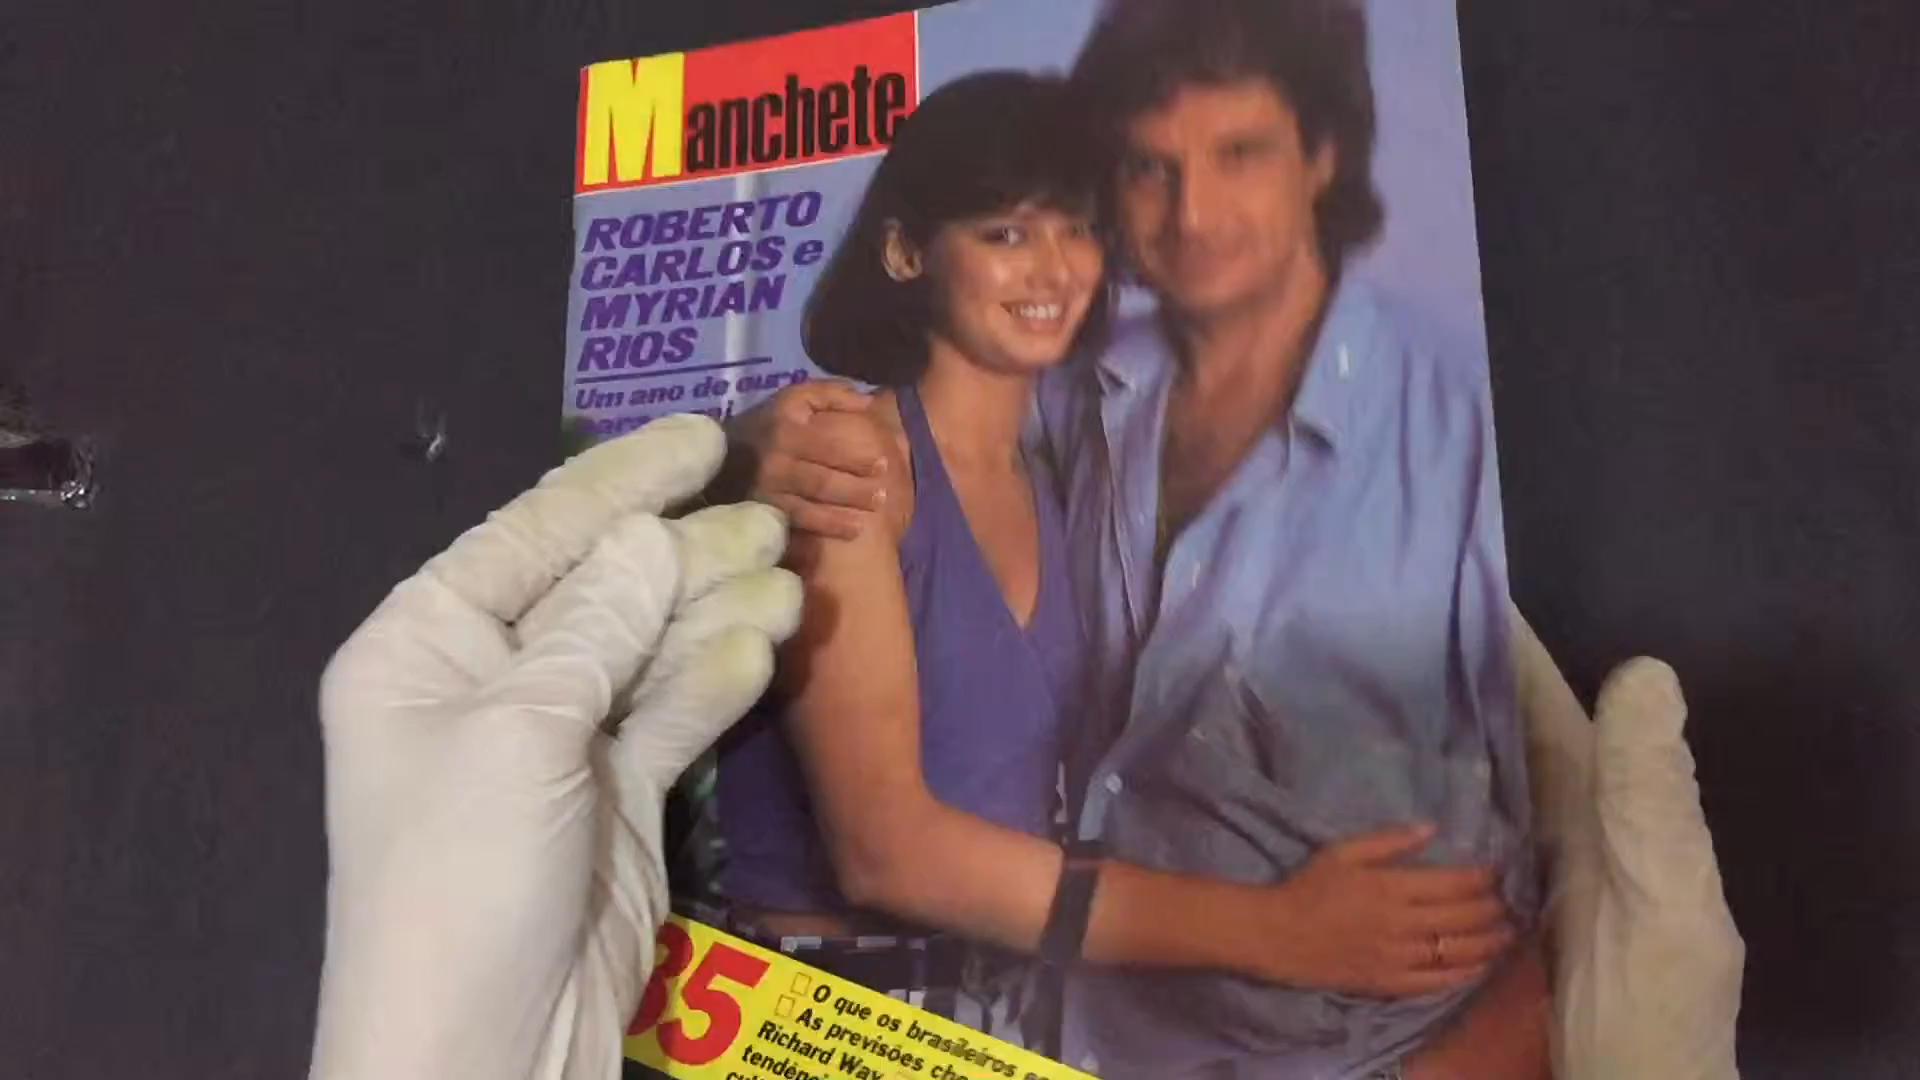 Manchete
ROBERTO
CARLOS e
MYRIAN
RIOS
Um ano de ouro
85
O que os brasileiros
As previsões
Richard Way